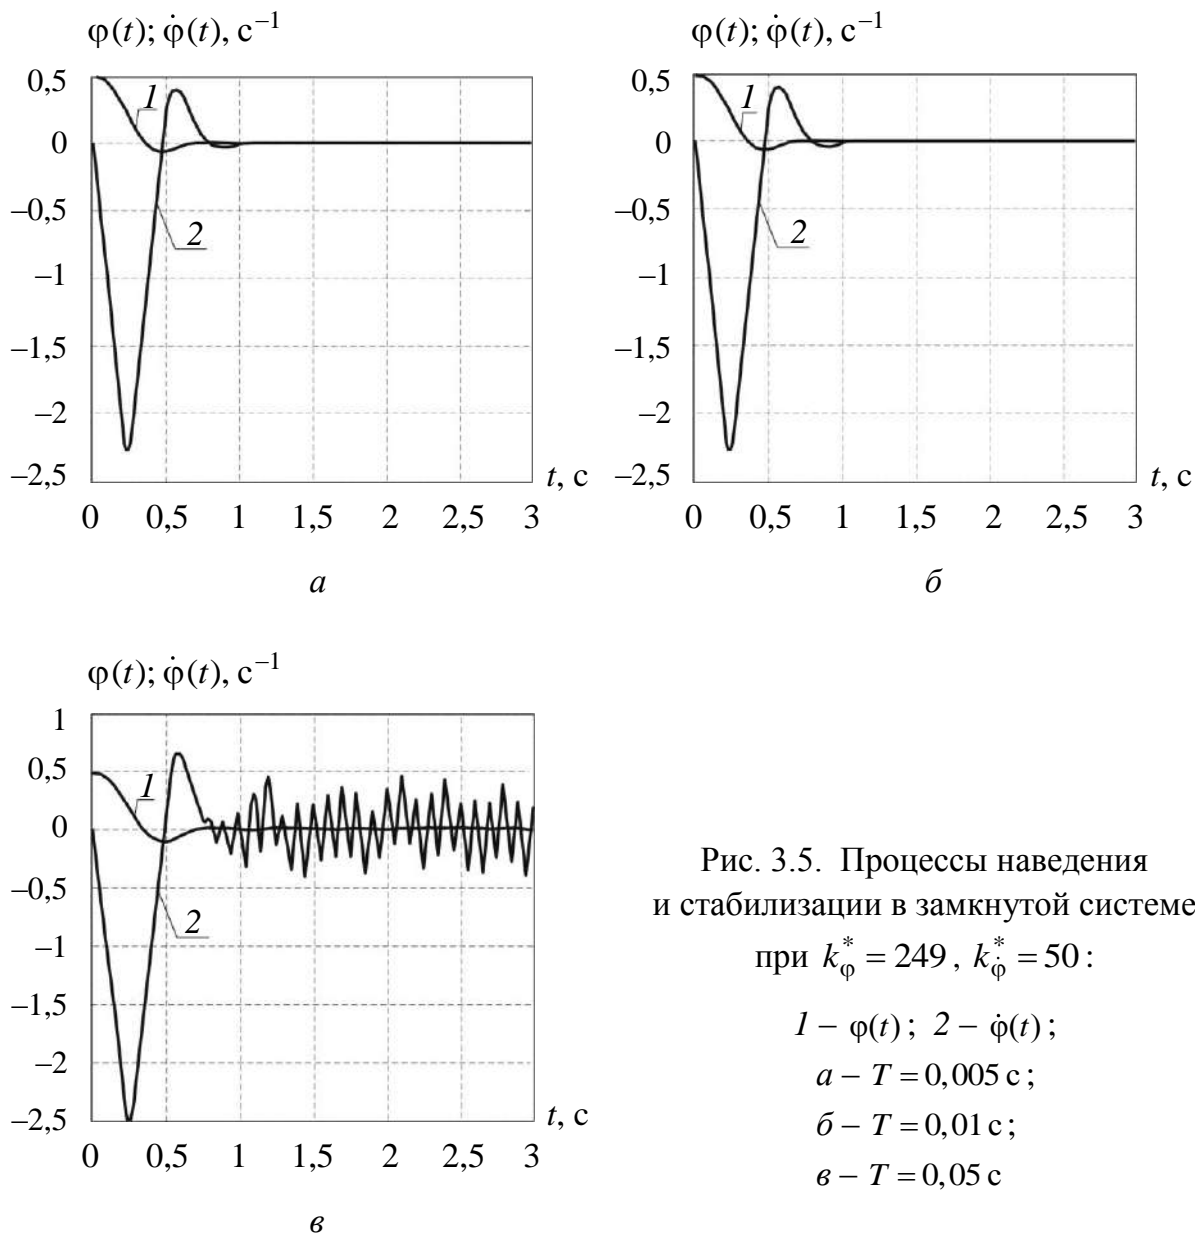 φ(t); φ̇(t), с⁻¹
0,5
0
–0,5
–1
–1,5
–2
–2,5
1
2
t, с
0 0,5 1 1,5 2 2,5 3
а
φ(t); φ̇(t), с⁻¹
0,5
0
–0,5
–1
–1,5
–2
–2,5
1
2
t, с
0 0,5 1 1,5 2 2,5 3
б
φ(t); φ̇(t), с⁻¹
1
0,5
0
–0,5
–1
–1,5
–2
–2,5
1
2
t, с
0 0,5 1 1,5 2 2,5 3
в
Рис. 3.5. Процессы наведения
и стабилизации в замкнутой системе
при k*φ = 249, k*φ̇ = 50:
1 – φ(t); 2 – φ̇(t);
а – T = 0,005 с;
б – T = 0,01 с;
в – T = 0,05 с